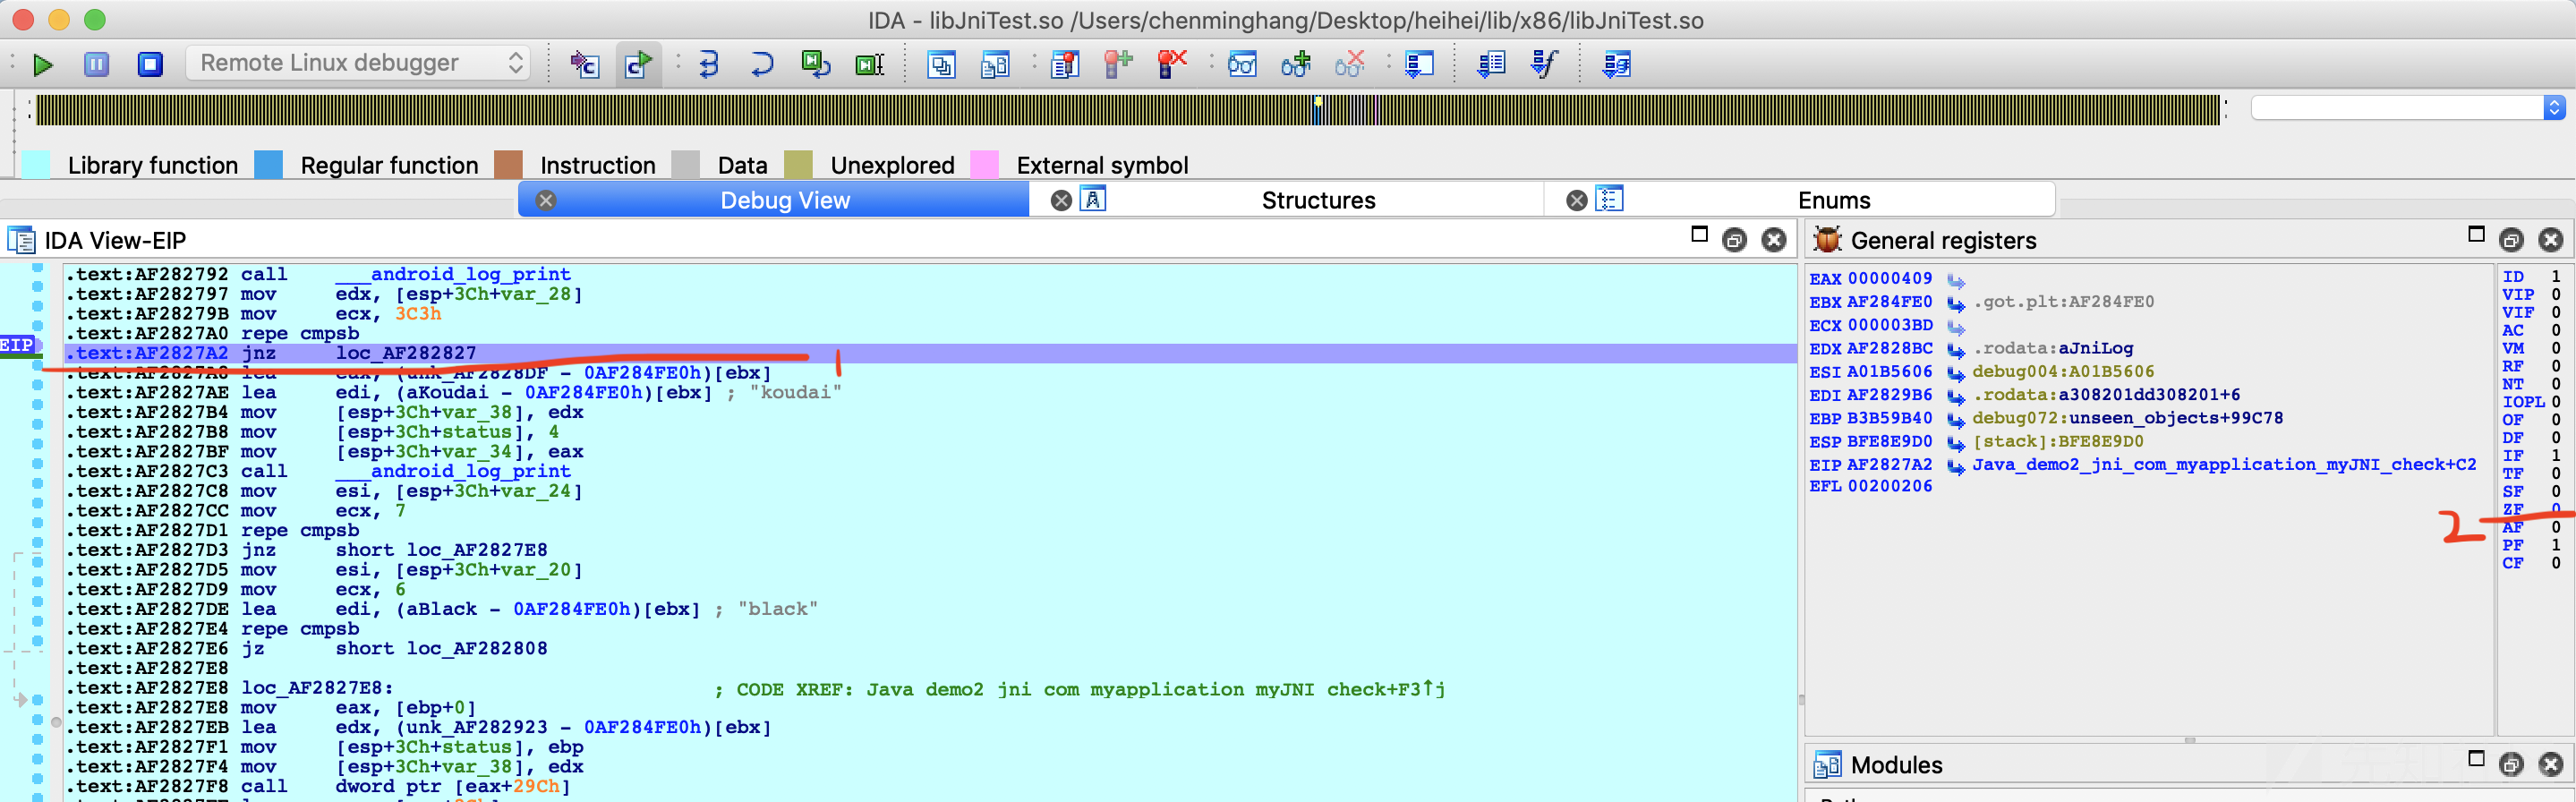 IDA - libJniTest.so /Users/chenminghang/Desktop/heihei/lib/x86/libJniTest.so
Remote Linux debugger
Library function Regular function Instruction Data Unexplored External symbol
Debug View Structures Enums
IDA View-EIP
.text:AF282792 call ___android_log_print
.text:AF282797 mov edx, [esp+3Ch+var_28]
.text:AF28279B mov ecx, 3C3h
.text:AF2827A0 repe cmpsb
EIP
.text:AF2827A2 jnz loc_AF282827
1
.text:AF2827A8 lea eax, (unk_AF2828DF - 0AF284FE0h)[ebx]
.text:AF2827AE lea edi, (aKoudai - 0AF284FE0h)[ebx] ; "koudai"
.text:AF2827B4 mov [esp+3Ch+var_38], edx
.text:AF2827B8 mov [esp+3Ch+status], 4
.text:AF2827BF mov [esp+3Ch+var_34], eax
.text:AF2827C3 call ___android_log_print
.text:AF2827C8 mov esi, [esp+3Ch+var_24]
.text:AF2827CC mov ecx, 7
.text:AF2827D1 repe cmpsb
.text:AF2827D3 jnz short loc_AF2827E8
.text:AF2827D5 mov esi, [esp+3Ch+var_20]
.text:AF2827D9 mov ecx, 6
.text:AF2827DE lea edi, (aBlack - 0AF284FE0h)[ebx] ; "black"
.text:AF2827E4 repe cmpsb
.text:AF2827E6 jz short loc_AF282808
.text:AF2827E8
.text:AF2827E8 loc_AF2827E8: ; CODE XREF: Java_demo2_jni_com_myapplication_myJNI_check+F3↑j
.text:AF2827E8 mov eax, [ebp+0]
.text:AF2827EB lea edx, (unk_AF282923 - 0AF284FE0h)[ebx]
.text:AF2827F1 mov [esp+3Ch+status], ebp
.text:AF2827F4 mov [esp+3Ch+var_38], edx
.text:AF2827F8 call dword ptr [eax+29Ch]
General registers
EAX 00000409
EBX AF284FE0 .got.plt:AF284FE0
ECX 000003BD
EDX AF2828BC .rodata:aJniLog
ESI A01B5606 debug004:A01B5606
EDI AF2829B6 .rodata:a308201dd308201+6
EBP B3B59B40 debug072:unseen_objects+99C78
ESP BFE8E9D0 [stack]:BFE8E9D0
EIP AF2827A2 Java_demo2_jni_com_myapplication_myJNI_check+C2
EFL 00200206
ID 1
VIP 0
VIF 0
AC 0
VM 0
RF 0
NT 0
IOPL 0
OF 0
DF 0
IF 1
TF 0
SF 0
ZF 0
2
AF 0
PF 1
CF 0
Modules